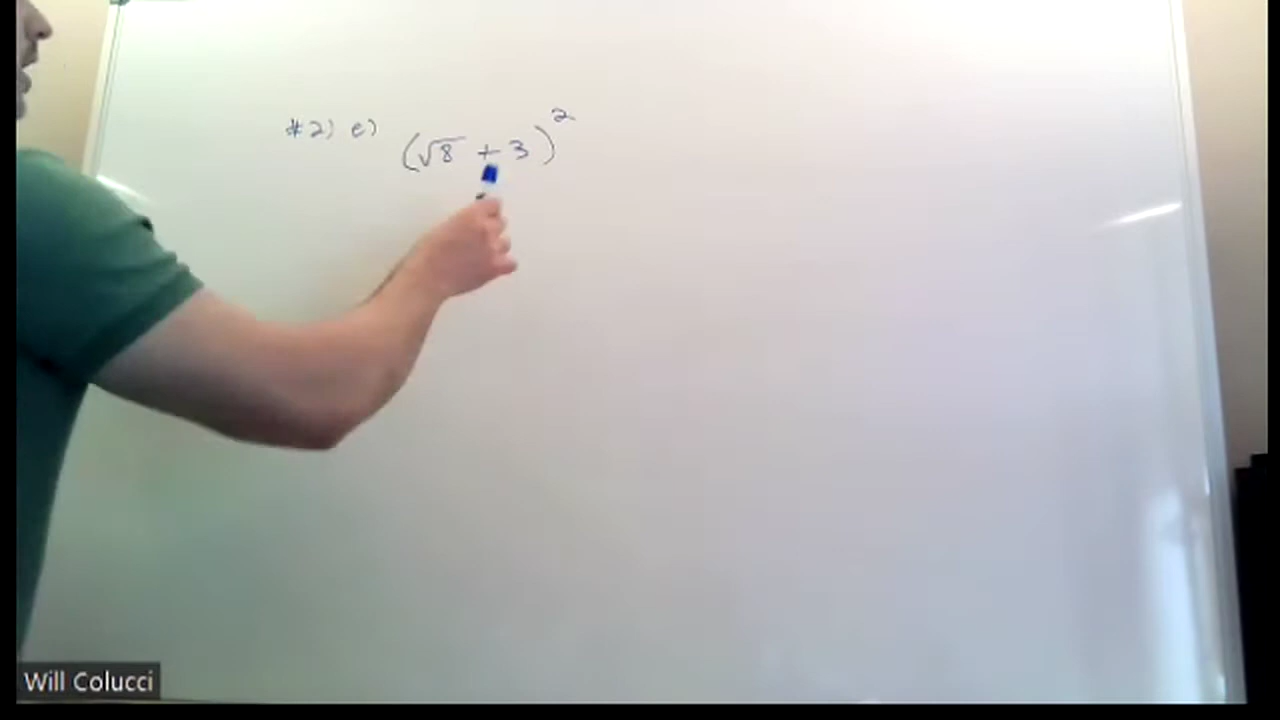 #2) e) (√8 + 3)²
Will Colucci